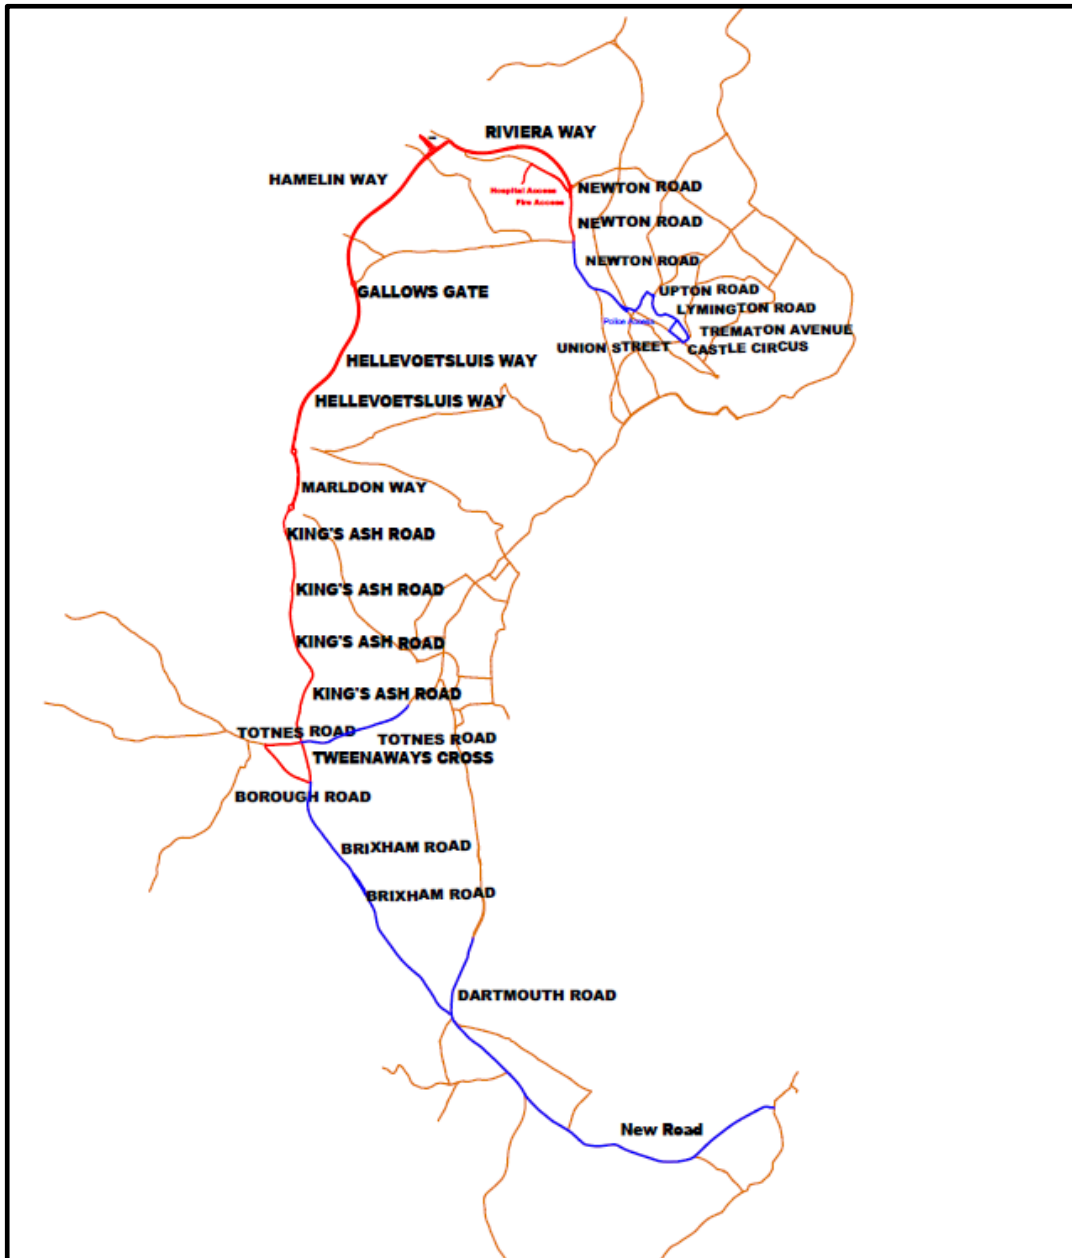 RIVIERA WAY
HAMELIN WAY
Hospital Access
Fire Access
NEWTON ROAD
NEWTON ROAD
NEWTON ROAD
GALLOWS GATE
UPTON ROAD
LYMINGTON ROAD
Police Access
TREMATON AVENUE
UNION STREET
CASTLE CIRCUS
HELLEVOETSLUIS WAY
HELLEVOETSLUIS WAY
MARLDON WAY
KING'S ASH ROAD
KING'S ASH ROAD
KING'S ASH ROAD
KING'S ASH ROAD
TOTNES ROAD
TOTNES ROAD
TWEENAWAYS CROSS
BOROUGH ROAD
BRIXHAM ROAD
BRIXHAM ROAD
DARTMOUTH ROAD
New Road